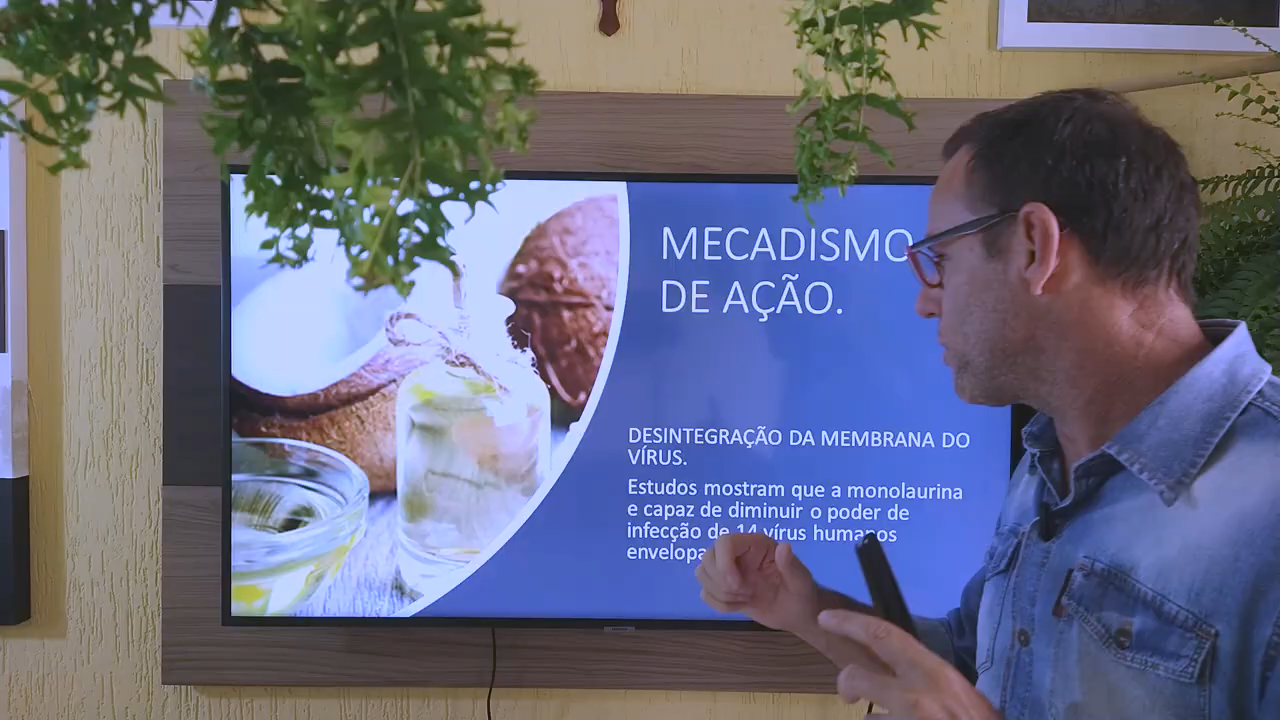 MECADISMO
DE AÇÃO.
DESINTEGRAÇÃO DA MEMBRANA DO
VÍRUS.
Estudos mostram que a monolaurina
e capaz de diminuir o poder de
infecção de 14 vírus humanos